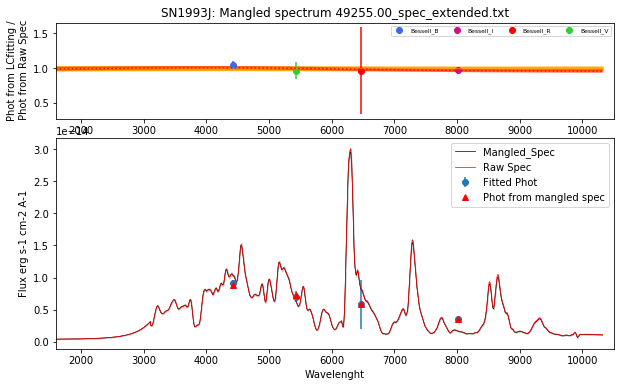 SN1993J: Mangled spectrum 49255.00_spec_extended.txt
Phot from LCfitting /
Phot from Raw Spec
1.5
1.0
0.5
Bessell_B
Bessell_I
Bessell_R
Bessell_V
2000 3000 4000 5000 6000 7000 8000 9000 10000
1e−14
Flux erg s-1 cm-2 A-1
3.0
2.5
2.0
1.5
1.0
0.5
0.0
Mangled_Spec
Raw Spec
Fitted Phot
Phot from mangled spec
2000 3000 4000 5000 6000 7000 8000 9000 10000
Wavelenght